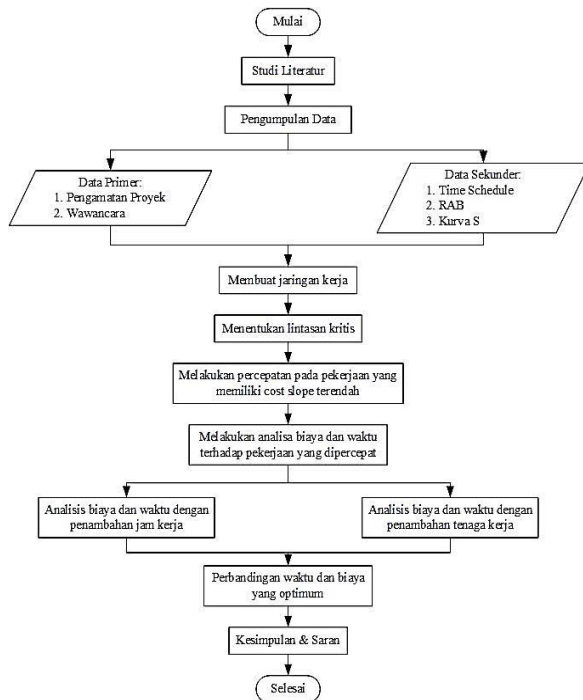 Mulai
Studi Literatur
Pengumpulan Data
Data Primer:
1. Pengamatan Proyek
2. Wawancara
Data Sekunder:
1. Time Schedule
2. RAB
3. Kurva S
Membuat jaringan kerja
Menentukan lintasan kritis
Melakukan percepatan pada pekerjaan yang
memiliki cost slope terendah
Melakukan analisa biaya dan waktu
terhadap pekerjaan yang dipercepat
Analisis biaya dan waktu dengan
penambahan jam kerja
Analisis biaya dan waktu dengan
penambahan tenaga kerja
Perbandingan waktu dan biaya
yang optimum
Kesimpulan & Saran
Selesai